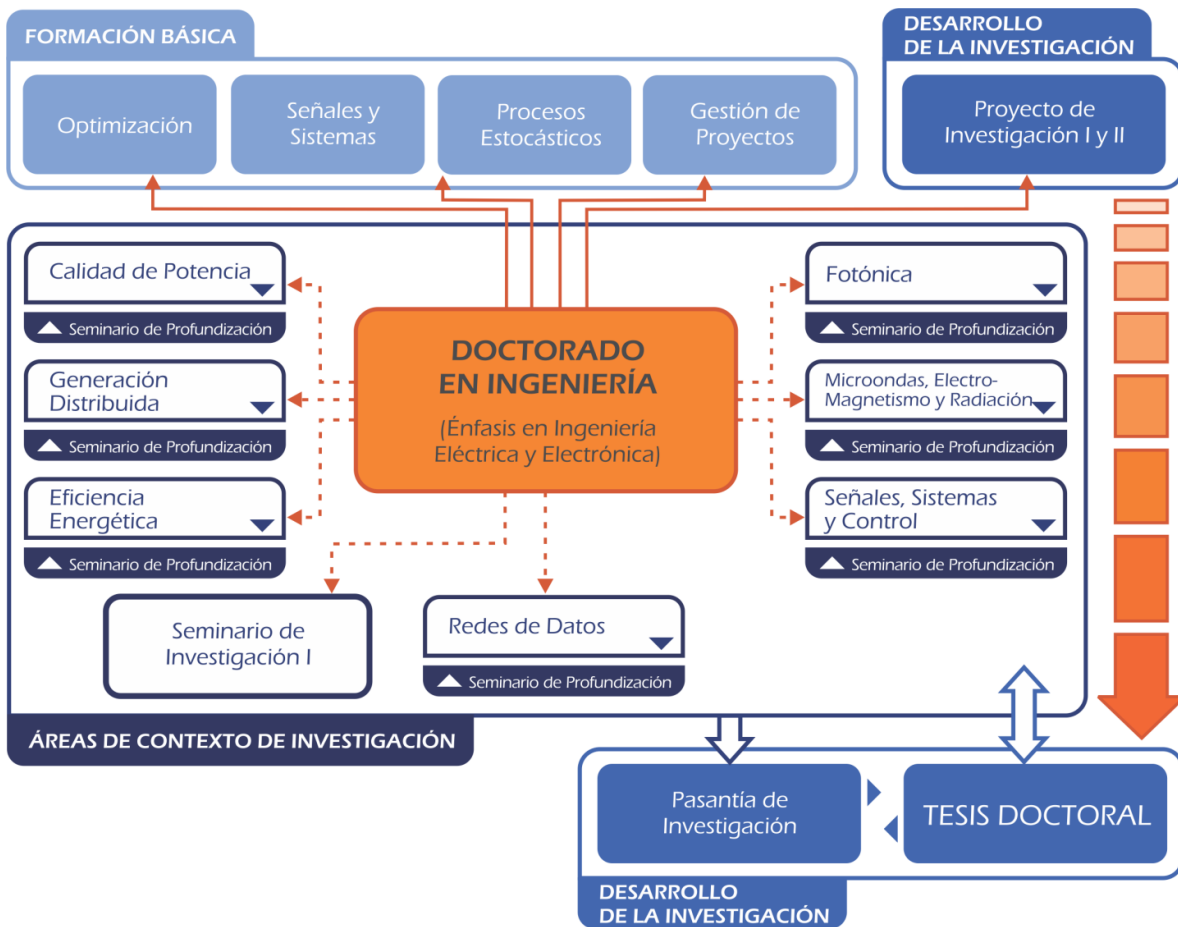 FORMACIÓN BÁSICA
Optimización
Señales y
Sistemas
Procesos
Estocásticos
Gestión de
Proyectos
DESARROLLO
DE LA INVESTIGACIÓN
Proyecto de
Investigación I y II
Calidad de Potencia
Seminario de Profundización
Generación
Distribuida
Seminario de Profundización
Eficiencia
Energética
Seminario de Profundización
DOCTORADO
EN INGENIERÍA
(Énfasis en Ingeniería
Eléctrica y Electrónica)
Fotónica
Seminario de Profundización
Microondas, Electro-
Magnetismo y Radiación
Seminario de Profundización
Señales, Sistemas
y Control
Seminario de Profundización
Seminario de
Investigación I
Redes de Datos
Seminario de Profundización
ÁREAS DE CONTEXTO DE INVESTIGACIÓN
Pasantía de
Investigación
TESIS DOCTORAL
DESARROLLO
DE LA INVESTIGACIÓN